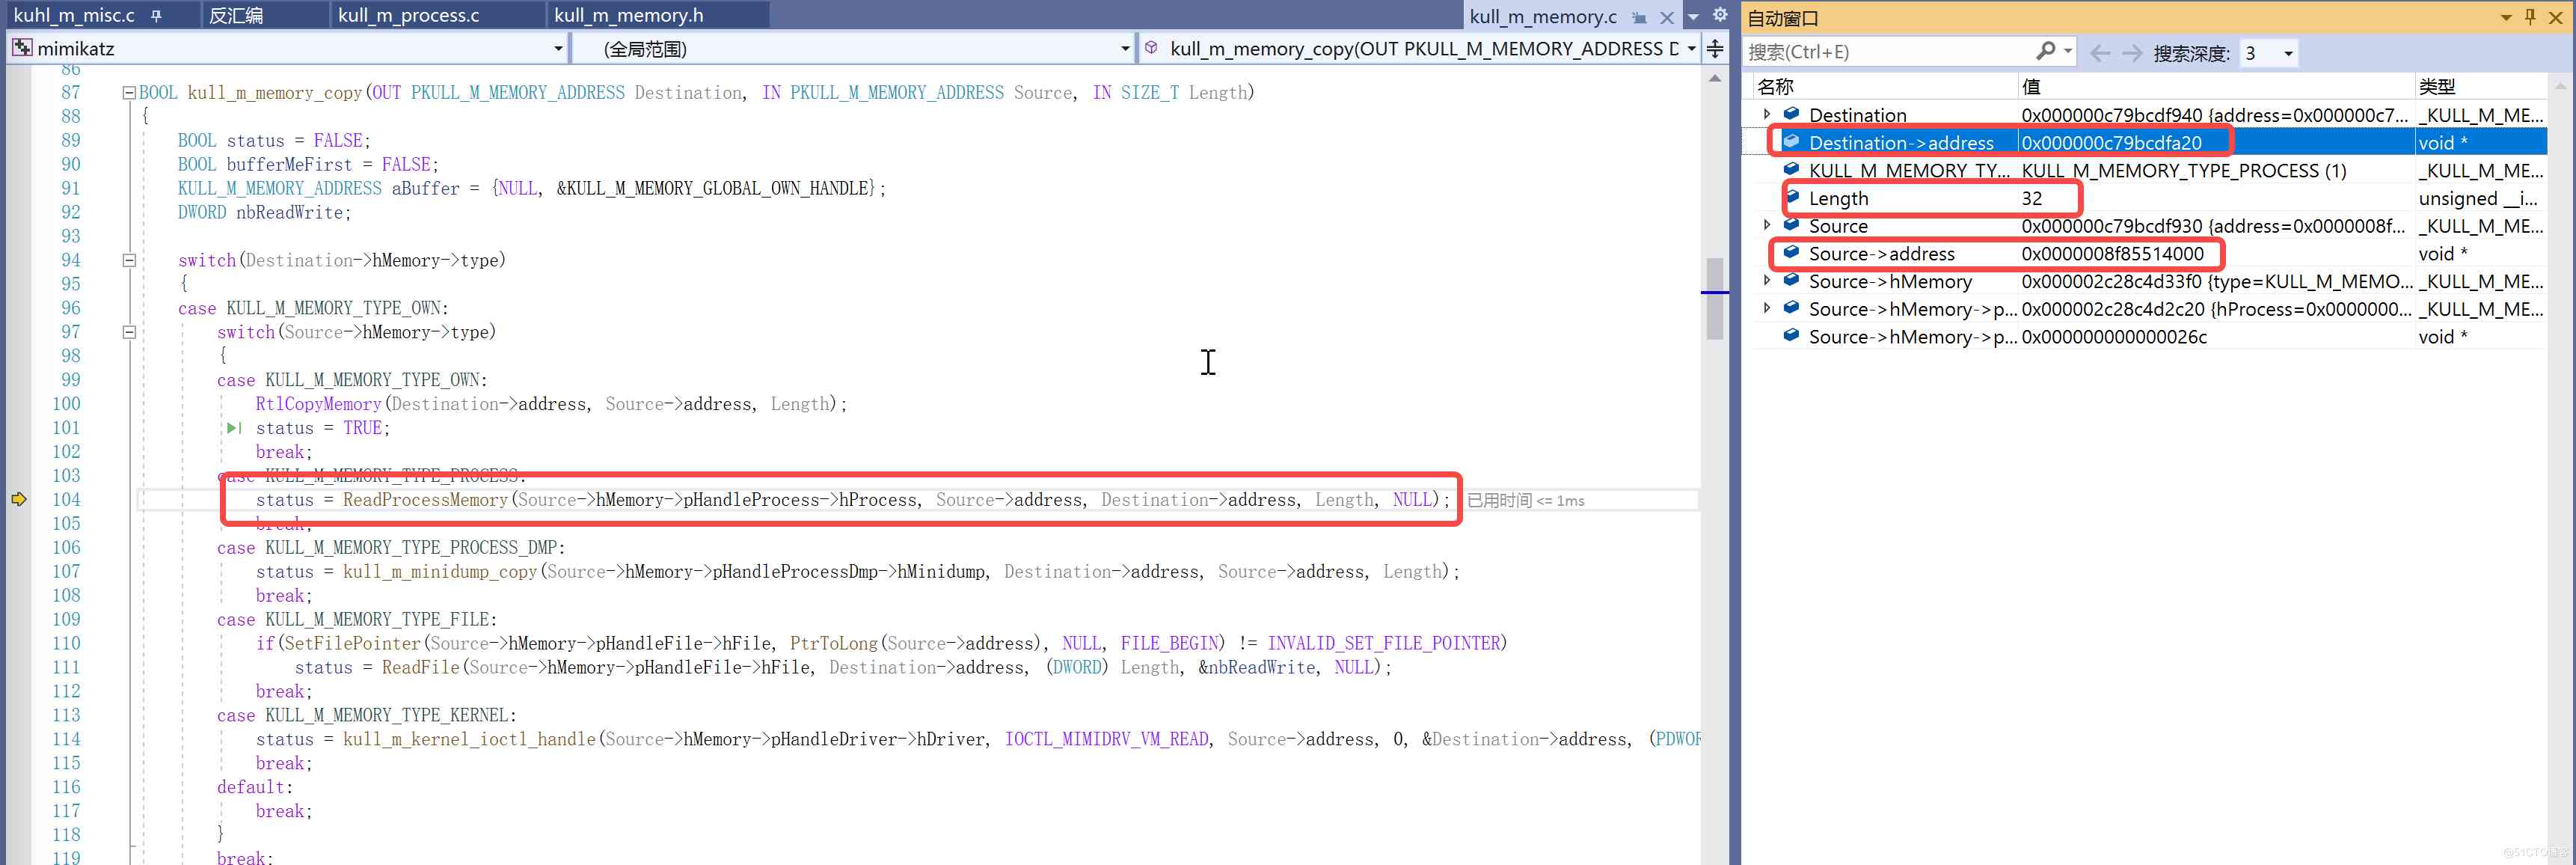 kuhl_m_misc.c 反汇编 kull_m_process.c kull_m_memory.h kull_m_memory.c
mimikatz (全局范围) kull_m_memory_copy(OUT PKULL_M_MEMORY_ADDRESS D
86
87 BOOL kull_m_memory_copy(OUT PKULL_M_MEMORY_ADDRESS Destination, IN PKULL_M_MEMORY_ADDRESS Source, IN SIZE_T Length)
88 {
89 BOOL status = FALSE;
90 BOOL bufferMeFirst = FALSE;
91 KULL_M_MEMORY_ADDRESS aBuffer = {NULL, &KULL_M_MEMORY_GLOBAL_OWN_HANDLE};
92 DWORD nbReadWrite;
93
94 switch(Destination->hMemory->type)
95 {
96 case KULL_M_MEMORY_TYPE_OWN:
97 switch(Source->hMemory->type)
98 {
99 case KULL_M_MEMORY_TYPE_OWN:
100 RtlCopyMemory(Destination->address, Source->address, Length);
101 status = TRUE;
102 break;
103 case KULL_M_MEMORY_TYPE_PROCESS:
104 status = ReadProcessMemory(Source->hMemory->pHandleProcess->hProcess, Source->address, Destination->address, Length, NULL); 已用时间 <= 1ms
105 break;
106 case KULL_M_MEMORY_TYPE_PROCESS_DMP:
107 status = kull_m_minidump_copy(Source->hMemory->pHandleProcessDmp->hMinidump, Destination->address, Source->address, Length);
108 break;
109 case KULL_M_MEMORY_TYPE_FILE:
110 if(SetFilePointer(Source->hMemory->pHandleFile->hFile, PtrToLong(Source->address), NULL, FILE_BEGIN) != INVALID_SET_FILE_POINTER)
111 status = ReadFile(Source->hMemory->pHandleFile->hFile, Destination->address, (DWORD) Length, &nbReadWrite, NULL);
112 break;
113 case KULL_M_MEMORY_TYPE_KERNEL:
114 status = kull_m_kernel_ioctl_handle(Source->hMemory->pHandleDriver->hDriver, IOCTL_MIMIDRV_VM_READ, Source->address, 0, &Destination->address, (PDWOR
115 break;
116 default:
117 break;
118 }
119 break;
自动窗口
搜索(Ctrl+E) 搜索深度: 3
名称 值 类型
Destination 0x000000c79bcdf940 {address=0x000000c7... _KULL_M_ME...
Destination->address 0x000000c79bcdfa20 void *
KULL_M_MEMORY_TY... KULL_M_MEMORY_TYPE_PROCESS (1) _KULL_M_ME...
Length 32 unsigned __i...
Source 0x000000c79bcdf930 {address=0x0000008f... _KULL_M_ME...
Source->address 0x0000008f85514000 void *
Source->hMemory 0x000002c28c4d33f0 {type=KULL_M_MEMO... _KULL_M_ME...
Source->hMemory->p... 0x000002c28c4d2c20 {hProcess=0x0000000... _KULL_M_ME...
Source->hMemory->p... 0x000000000000026c void *
@51CTO博客